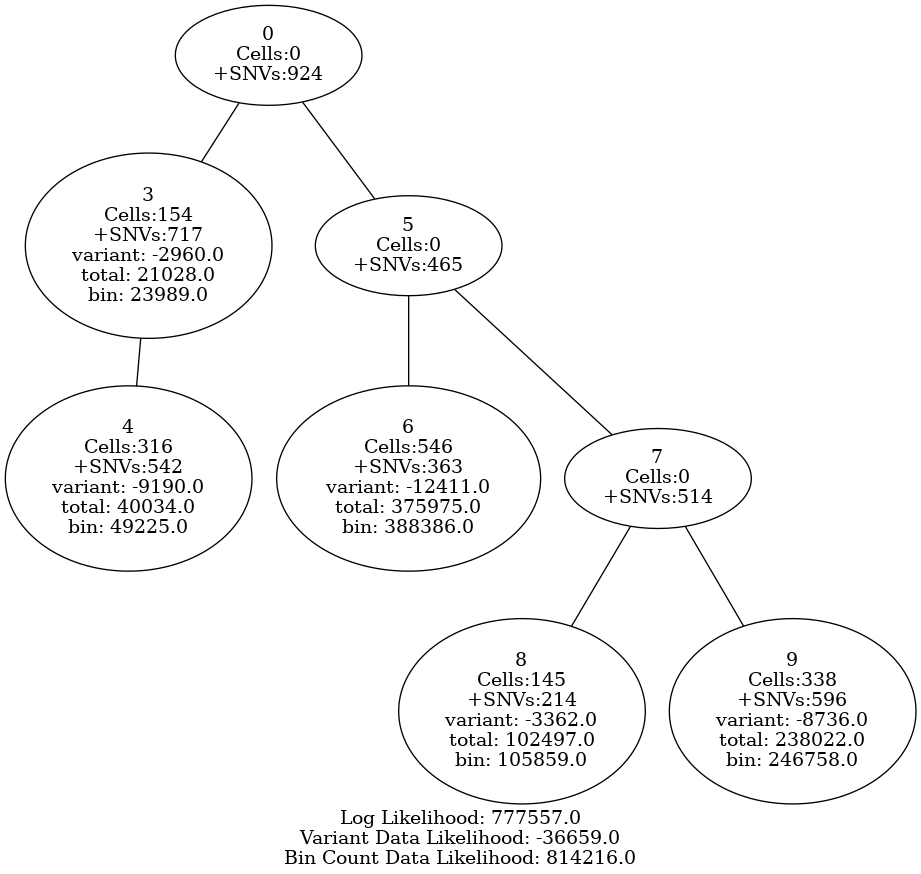 0
Cells:0
+SNVs:924
3
Cells:154
+SNVs:717
variant: -2960.0
total: 21028.0
bin: 23989.0
5
Cells:0
+SNVs:465
4
Cells:316
+SNVs:542
variant: -9190.0
total: 40034.0
bin: 49225.0
6
Cells:546
+SNVs:363
variant: -12411.0
total: 375975.0
bin: 388386.0
7
Cells:0
+SNVs:514
8
Cells:145
+SNVs:214
variant: -3362.0
total: 102497.0
bin: 105859.0
9
Cells:338
+SNVs:596
variant: -8736.0
total: 238022.0
bin: 246758.0
Log Likelihood: 777557.0
Variant Data Likelihood: -36659.0
Bin Count Data Likelihood: 814216.0